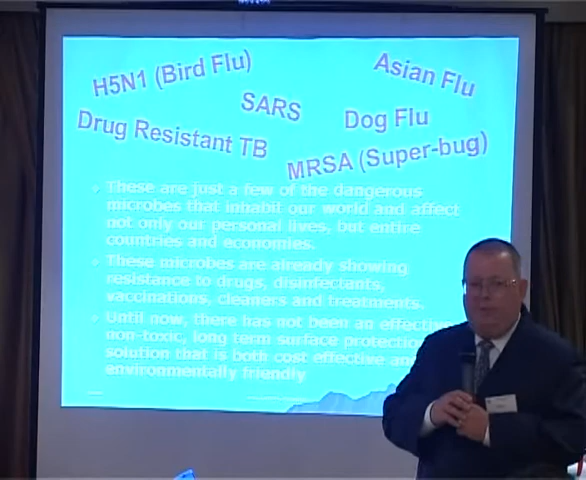 H5N1 (Bird Flu)
Asian Flu
SARS
Dog Flu
Drug Resistant TB
MRSA (Super-bug)
These are just a few of the dangerous
microbes that inhabit our world and affect
not only our personal lives, but entire
countries and economies.
These microbes are already showing
resistance to drugs, disinfectants,
vaccinations, cleaners and treatments.
Until now, there has not been an effecti
non-toxic, long term surface protectio
solution that is both cost effective an
environmentally friendly